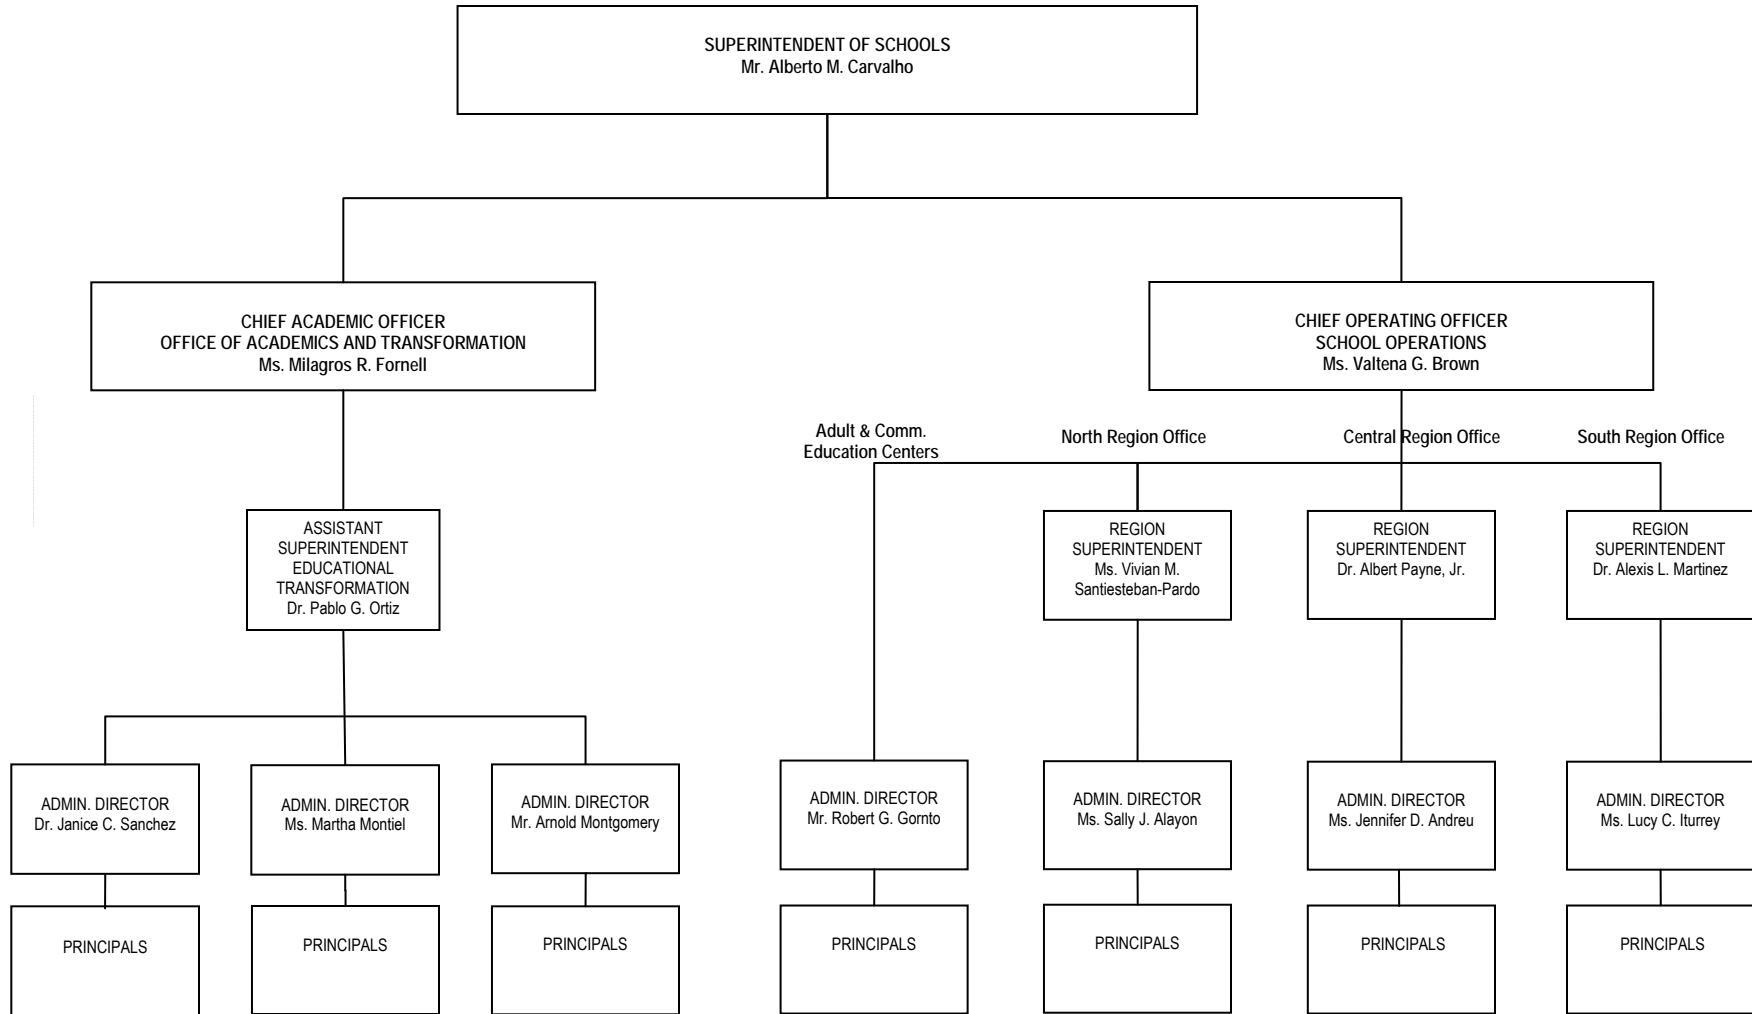 SUPERINTENDENT OF SCHOOLS
Mr. Alberto M. Carvalho
CHIEF ACADEMIC OFFICER
OFFICE OF ACADEMICS AND TRANSFORMATION
Ms. Milagros R. Fornell
CHIEF OPERATING OFFICER
SCHOOL OPERATIONS
Ms. Valtena G. Brown
Adult & Comm.
Education Centers
North Region Office
Central Region Office
South Region Office
ASSISTANT
SUPERINTENDENT
EDUCATIONAL
TRANSFORMATION
Dr. Pablo G. Ortiz
REGION
SUPERINTENDENT
Ms. Vivian M.
Santiesteban-Pardo
REGION
SUPERINTENDENT
Dr. Albert Payne, Jr.
REGION
SUPERINTENDENT
Dr. Alexis L. Martinez
ADMIN. DIRECTOR
Dr. Janice C. Sanchez
ADMIN. DIRECTOR
Ms. Martha Montiel
ADMIN. DIRECTOR
Mr. Arnold Montgomery
ADMIN. DIRECTOR
Mr. Robert G. Gornto
ADMIN. DIRECTOR
Ms. Sally J. Alayon
ADMIN. DIRECTOR
Ms. Jennifer D. Andreu
ADMIN. DIRECTOR
Ms. Lucy C. Iturrey
PRINCIPALS
PRINCIPALS
PRINCIPALS
PRINCIPALS
PRINCIPALS
PRINCIPALS
PRINCIPALS